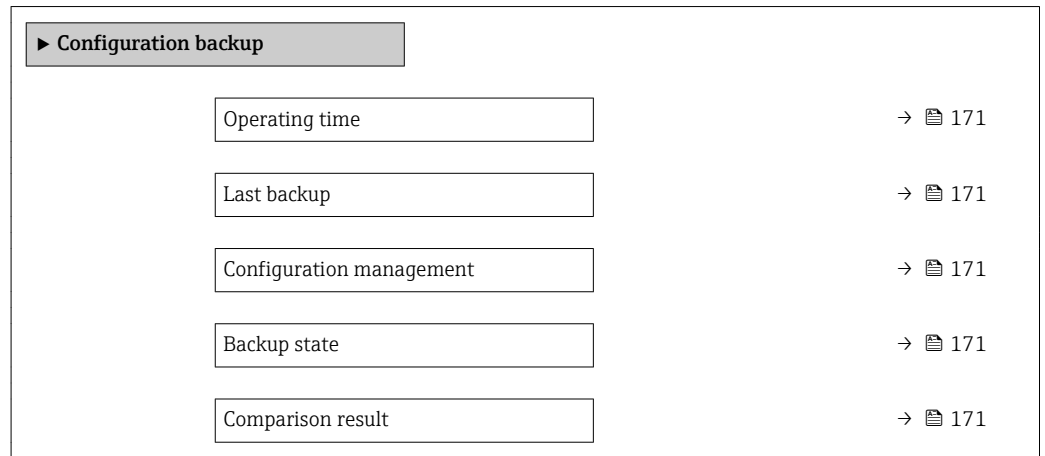 ▶ Configuration backup
Operating time → 171
Last backup → 171
Configuration management → 171
Backup state → 171
Comparison result → 171